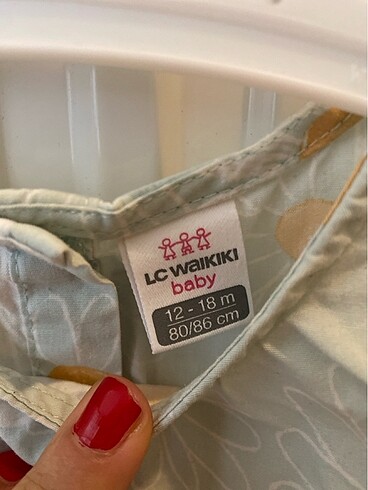 LC WAIKIKI
baby
12 - 18 m
80/86 cm